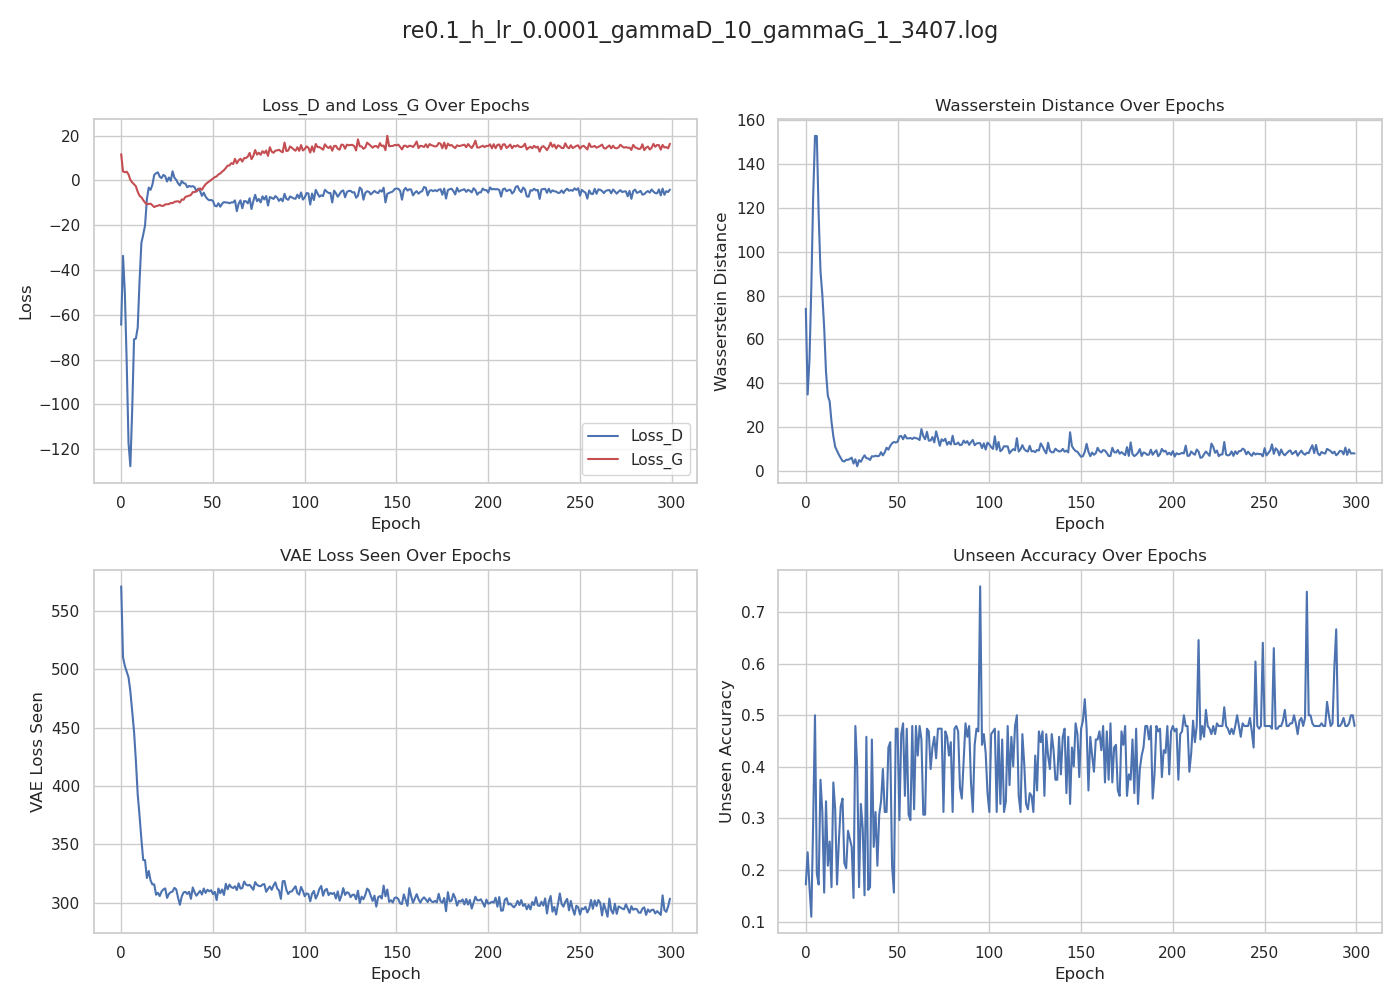 re0.1_h_lr_0.0001_gammaD_10_gammaG_1_3407.log
Loss_D and Loss_G Over Epochs
Loss
20
0
−20
−40
−60
−80
−100
−120
0 50 100 150 200 250 300
Epoch
Loss_D
Loss_G
Wasserstein Distance Over Epochs
Wasserstein Distance
160
140
120
100
80
60
40
20
0
0 50 100 150 200 250 300
Epoch
VAE Loss Seen Over Epochs
VAE Loss Seen
550
500
450
400
350
300
0 50 100 150 200 250 300
Epoch
Unseen Accuracy Over Epochs
Unseen Accuracy
0.7
0.6
0.5
0.4
0.3
0.2
0.1
0 50 100 150 200 250 300
Epoch